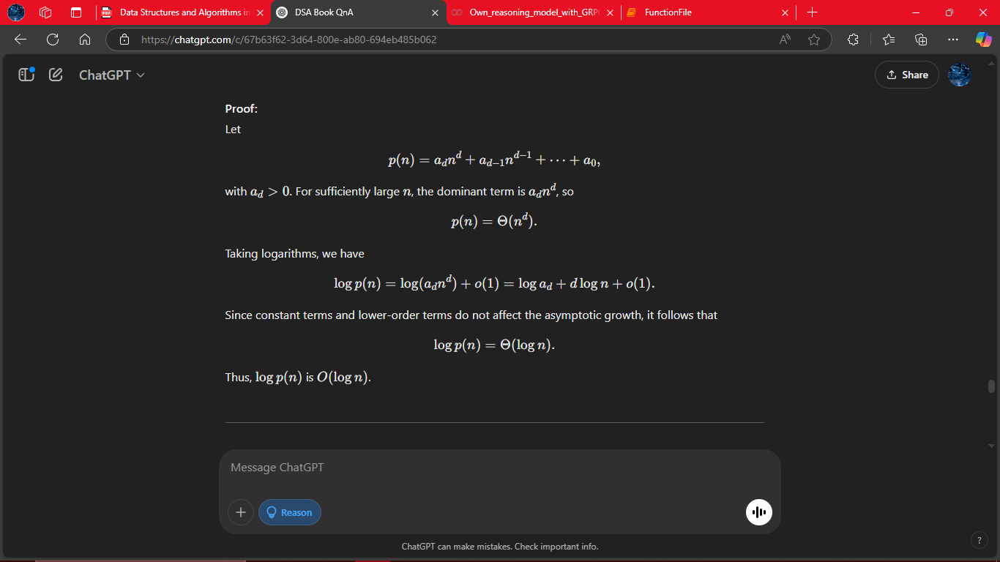 Data Structures and Algorithms in
DSA Book QnA
Own_reasoning_model_with_GRP
FunctionFile
https://chatgpt.com/c/67b63f62-3d64-800e-ab80-694eb485b062
ChatGPT
Share
Proof:
Let
p(n) = a_d n^d + a_{d−1} n^{d−1} + ⋯ + a_0,
with a_d > 0. For sufficiently large n, the dominant term is a_d n^d, so
p(n) = Θ(n^d).
Taking logarithms, we have
log p(n) = log(a_d n^d) + o(1) = log a_d + d log n + o(1).
Since constant terms and lower-order terms do not affect the asymptotic growth, it follows that
log p(n) = Θ(log n).
Thus, log p(n) is O(log n).
Message ChatGPT
Reason
ChatGPT can make mistakes. Check important info.
?